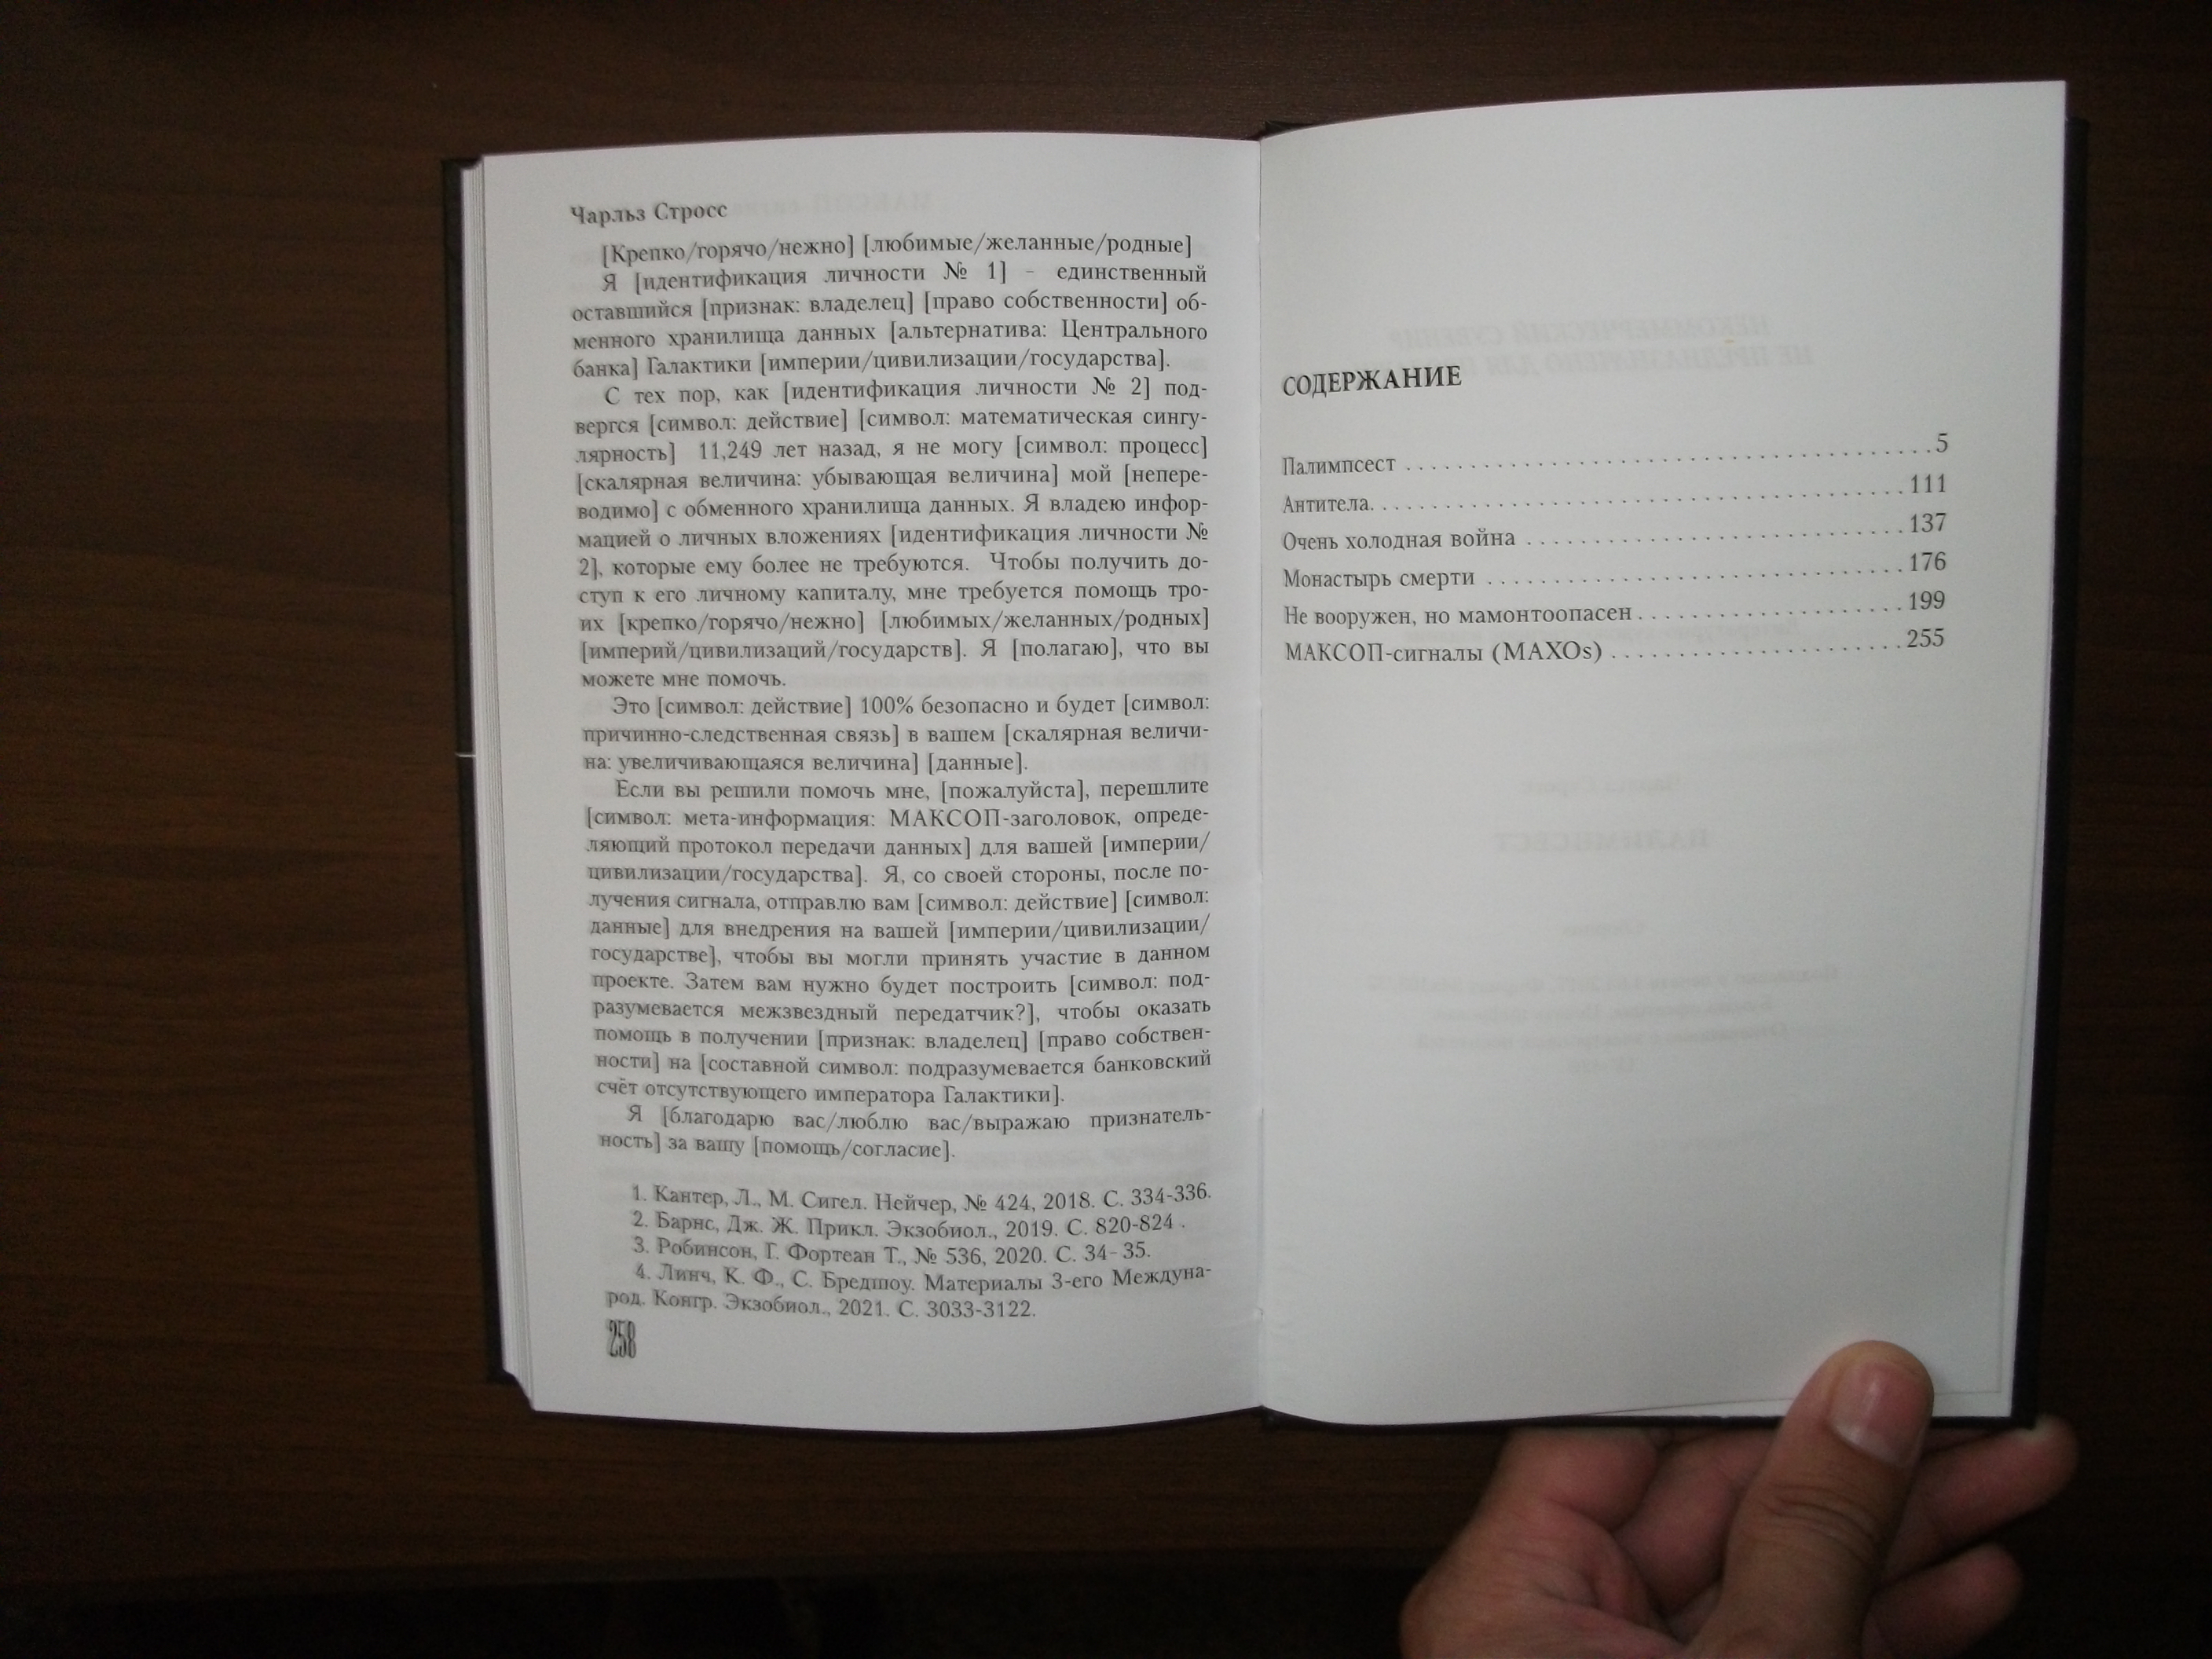 Чарльз Стросс
[Крепко/горячо/нежно] [любимые/желанные/родные]
Я [идентификация личности № 1] – единственный
оставшийся [признак: владелец] [право собственности] об-
менного хранилища данных [альтернатива: Центрального
банка] Галактики [империи/цивилизации/государства].
С тех пор, как [идентификация личности № 2] под-
вергся [символ: действие] [символ: математическая сингу-
лярность] 11,249 лет назад, я не могу [символ: процесс]
[скалярная величина: убывающая величина] мой [непере-
водимо] с обменного хранилища данных. Я владею инфор-
мацией о личных вложениях [идентификация личности №
2], которые ему более не требуются. Чтобы получить до-
ступ к его личному капиталу, мне требуется помощь тро-
их [крепко/горячо/нежно] [любимых/желанных/родных]
[империй/цивилизаций/государств]. Я [полагаю], что вы
можете мне помочь.
Это [символ: действие] 100% безопасно и будет [символ:
причинно-следственная связь] в вашем [скалярная величи-
на: увеличивающаяся величина] [данные].
Если вы решили помочь мне, [пожалуйста], перешлите
[символ: мета-информация: МАКСОП-заголовок, опреде-
ляющий протокол передачи данных] для вашей [империи/
цивилизации/государства]. Я, со своей стороны, после по-
лучения сигнала, отправлю вам [символ: действие] [символ:
данные] для внедрения на вашей [империи/цивилизации/
государстве], чтобы вы могли принять участие в данном
проекте. Затем вам нужно будет построить [символ: под-
разумевается межзвездный передатчик?], чтобы оказать
помощь в получении [признак: владелец] [право собствен-
ности] на [составной символ: подразумевается банковский
счёт отсутствующего императора Галактики].
Я [благодарю вас/люблю вас/выражаю признатель-
ность] за вашу [помощь/согласие].
1. Кантер, Л., М. Сигел. Нейчер, № 424, 2018. С. 334-336.
2. Барнс, Дж. Ж. Прикл. Экзобиол., 2019. С. 820-824 .
3. Робинсон, Г. Фортеан Т., № 536, 2020. С. 34- 35.
4. Линч, К. Ф., С. Бредшоу. Материалы 3-его Междуна-
род. Конгр. Экзобиол., 2021. С. 3033-3122.
258
СОДЕРЖАНИЕ
Палимпсест . . . . . . . . . . . . . . . . . . . . . . . . . . . . . . . . . . . . . . . . 5
Антитела. . . . . . . . . . . . . . . . . . . . . . . . . . . . . . . . . . . . . . . . 111
Очень холодная война . . . . . . . . . . . . . . . . . . . . . . . . . . . . . 137
Монастырь смерти . . . . . . . . . . . . . . . . . . . . . . . . . . . . . . . . 176
Не вооружен, но мамонтоопасен . . . . . . . . . . . . . . . . . . . . 199
МАКСОП-сигналы (MAXOs) . . . . . . . . . . . . . . . . . . . . . . 255